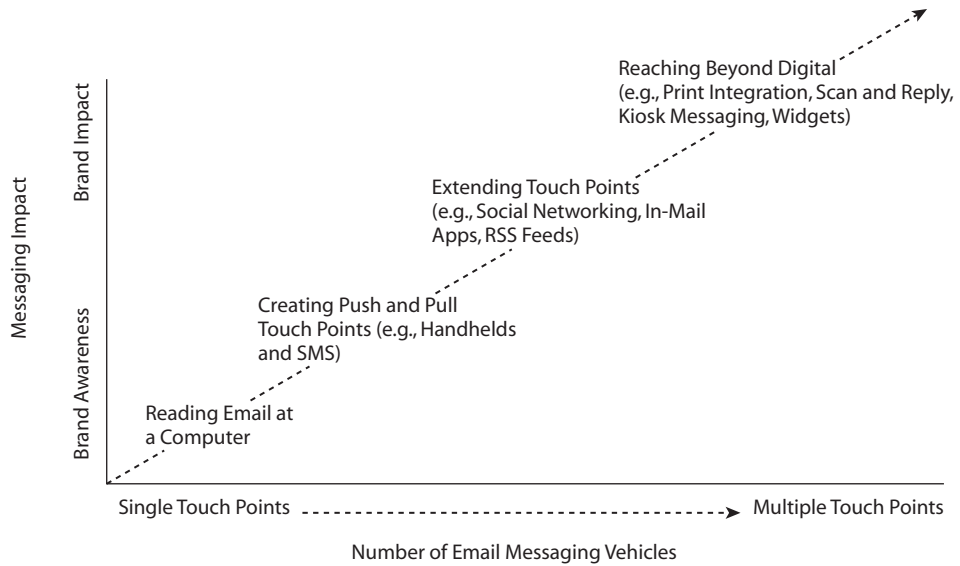 Reaching Beyond Digital
(e.g., Print Integration, Scan and Reply,
Kiosk Messaging, Widgets)
Extending Touch Points
(e.g., Social Networking, In-Mail
Apps, RSS Feeds)
Creating Push and Pull
Touch Points (e.g., Handhelds
and SMS)
Reading Email at
a Computer
Messaging Impact
Brand Impact
Brand Awareness
Single Touch Points
Multiple Touch Points
Number of Email Messaging Vehicles